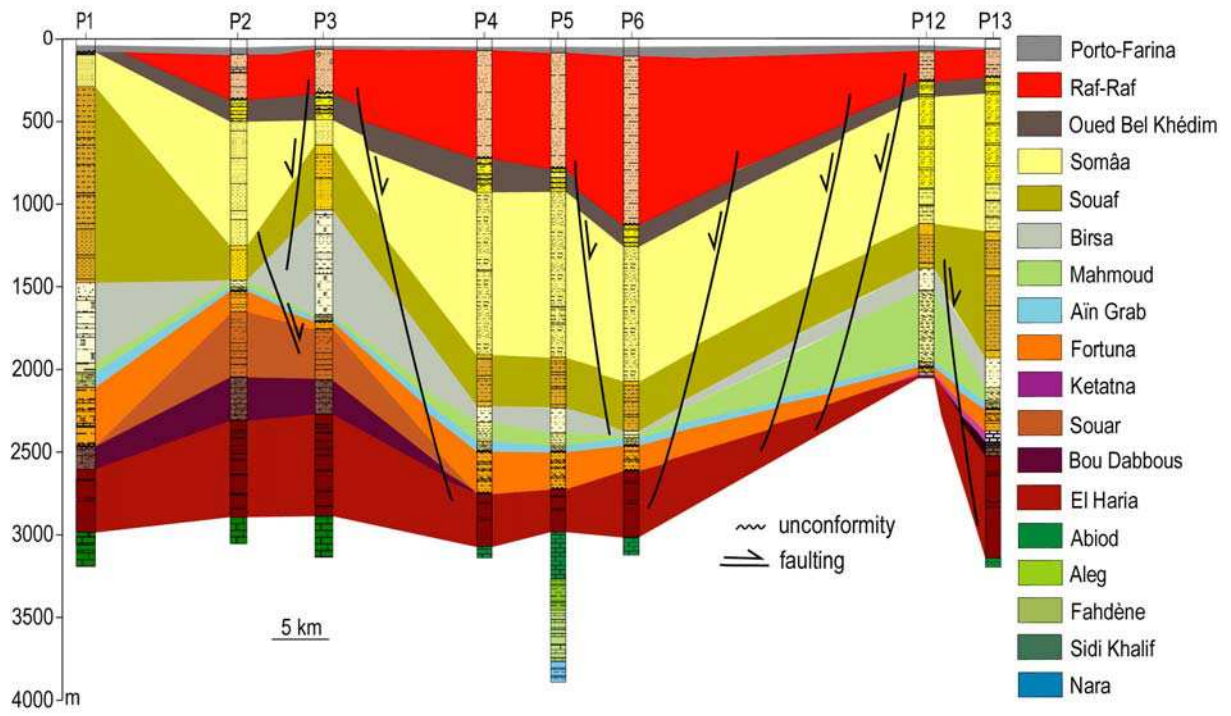 P1 P2 P3 P4 P5 P6 P12 P13
0
500
1000
1500
2000
2500
3000
3500
4000 m
5 km
unconformity
faulting
Porto-Farina
Raf-Raf
Oued Bel Khédim
Somâa
Souaf
Birsa
Mahmoud
Aïn Grab
Fortuna
Ketatna
Souar
Bou Dabbous
El Haria
Abiod
Aleg
Fahdène
Sidi Khalif
Nara